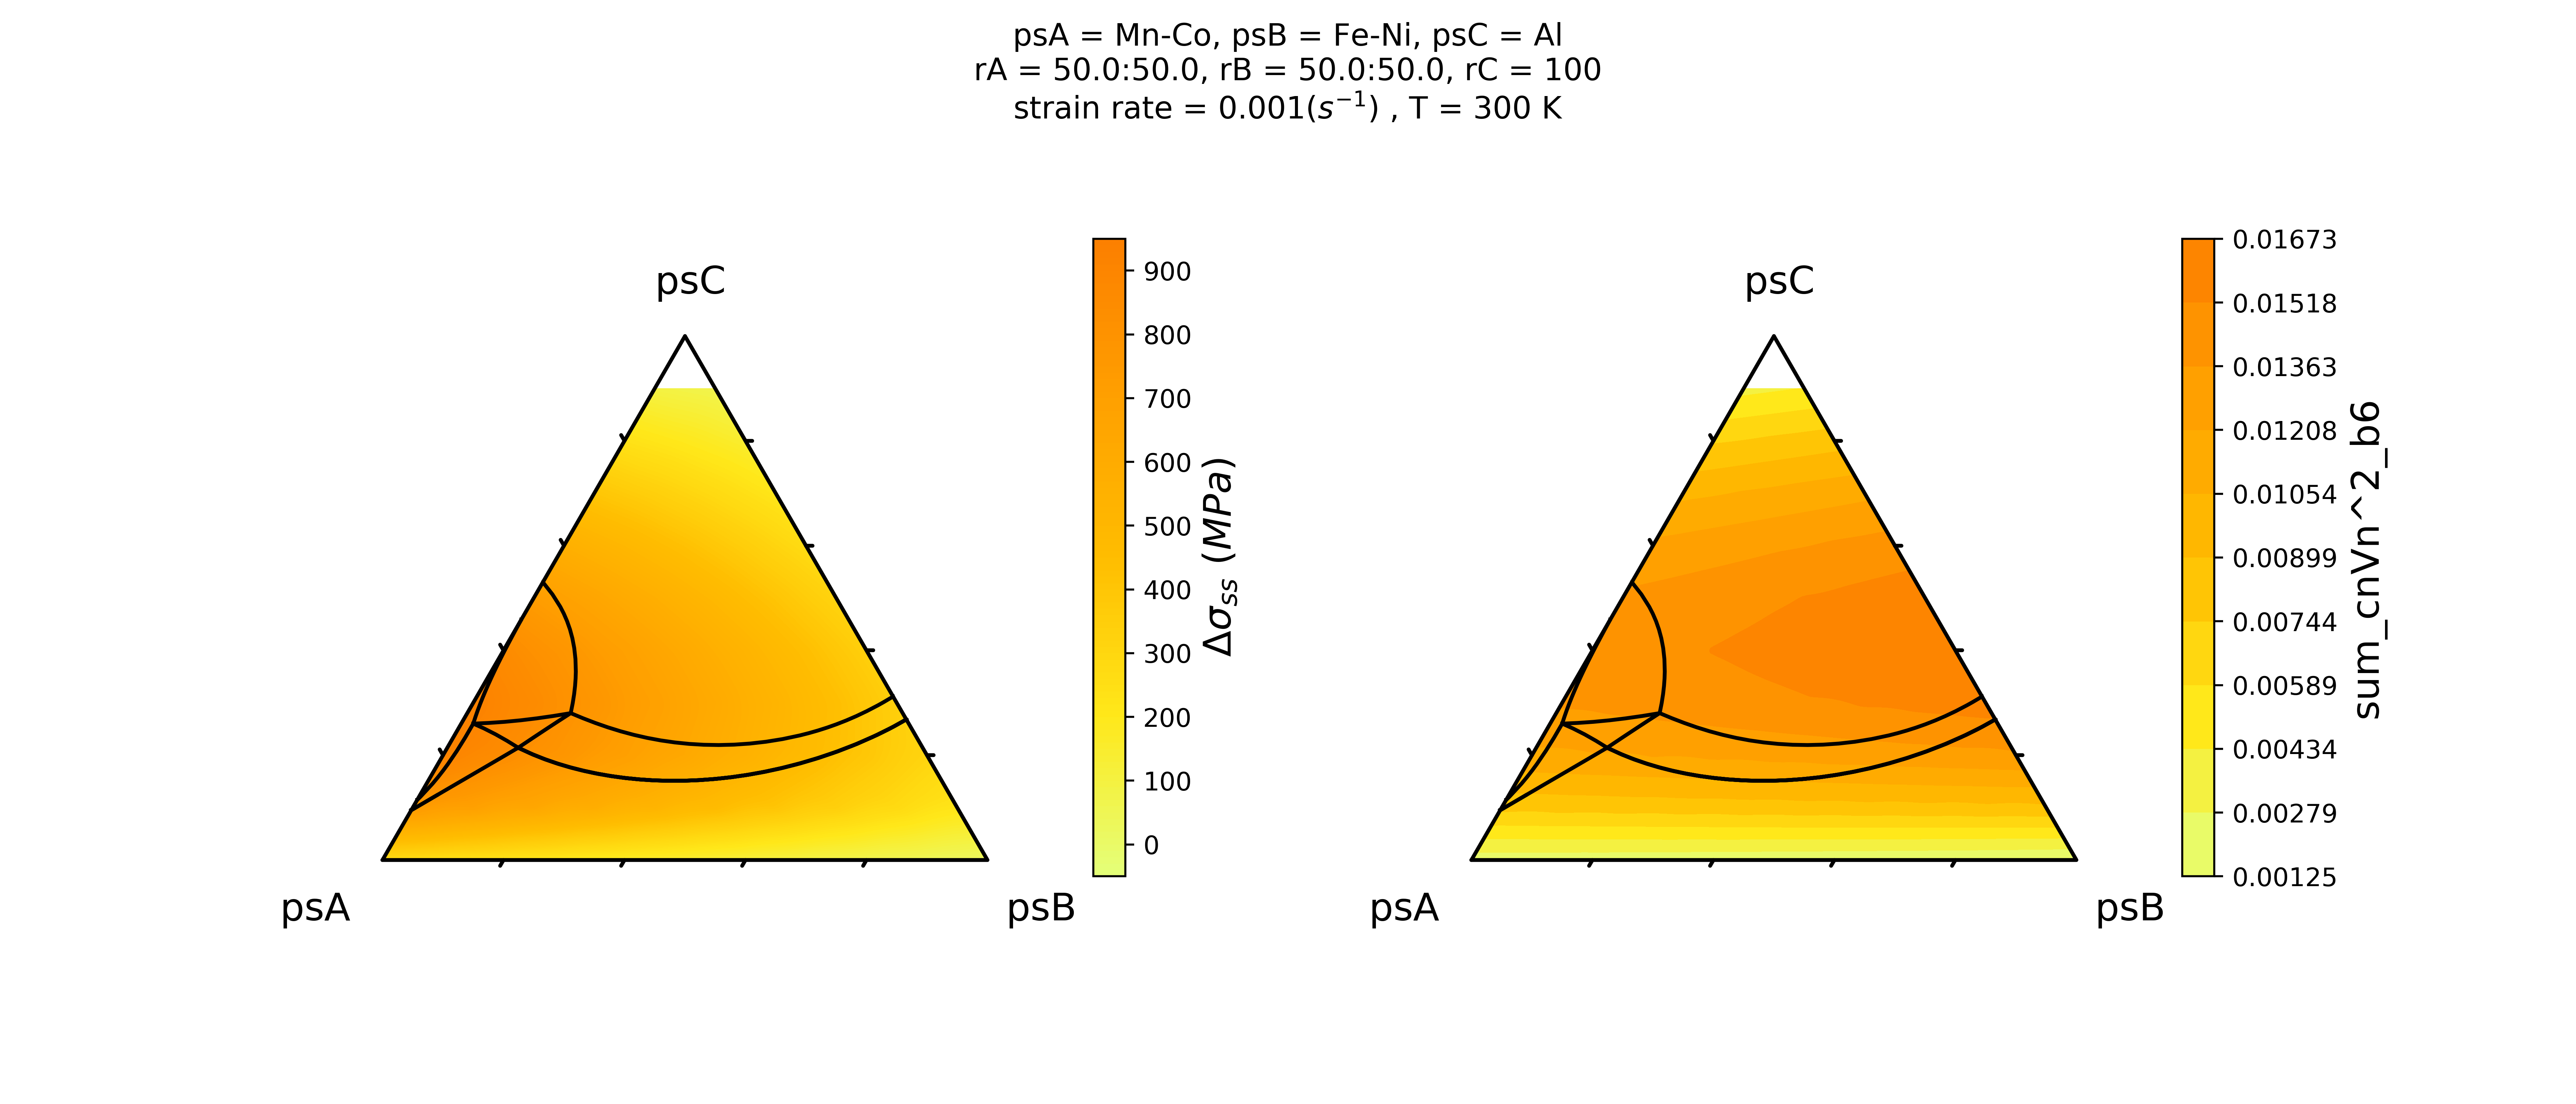 psA = Mn-Co, psB = Fe-Ni, psC = Al
rA = 50.0:50.0, rB = 50.0:50.0, rC = 100
strain rate = 0.001(s⁻¹) , T = 300 K
psC
psA
psB
900
800
700
600
500
400
300
200
100
0
Δσss (MPa)
psC
psA
psB
0.01673
0.01518
0.01363
0.01208
0.01054
0.00899
0.00744
0.00589
0.00434
0.00279
0.00125
sum_cnVn^2_b6